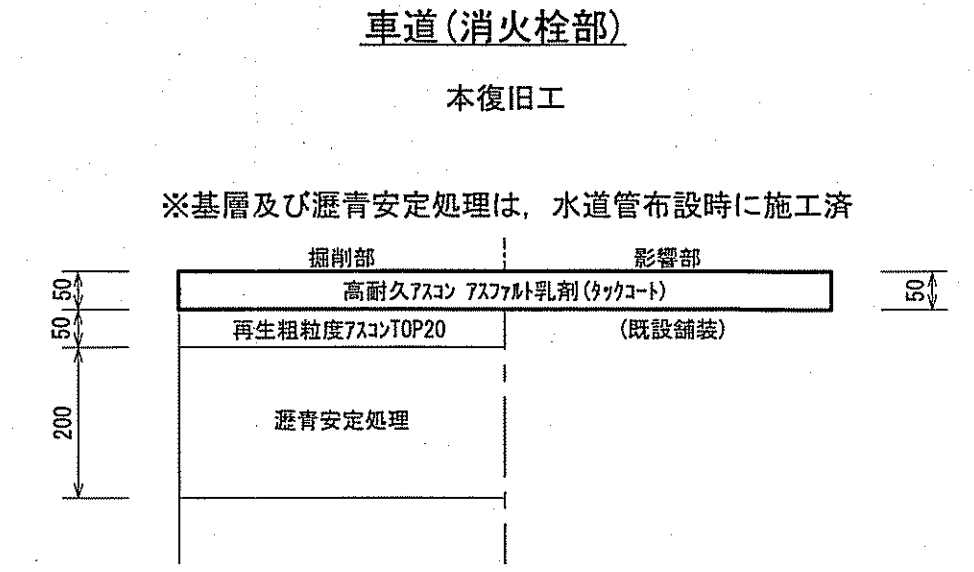 車道(消火栓部)
本復旧工
※基層及び瀝青安定処理は，水道管布設時に施工済
掘削部
影響部
50
高耐久ｱｽｺﾝ ｱｽﾌｧﾙﾄ乳剤(ﾀｯｸｺｰﾄ)
50
50
再生粗粒度ｱｽｺﾝTOP20
(既設舗装)
200
瀝青安定処理